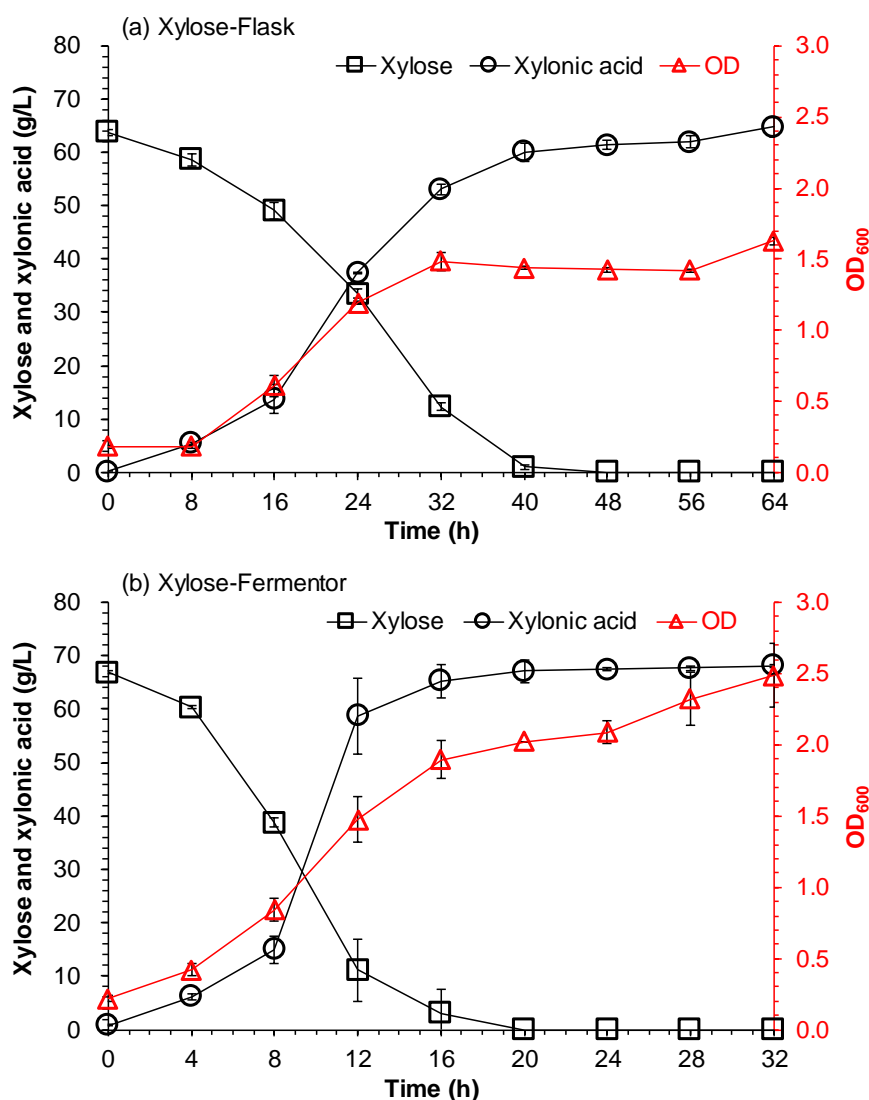 (a) Xylose-Flask
Xylose Xylonic acid OD
80
70
60
50
40
30
20
10
0
Xylose and xylonic acid (g/L)
3.0
2.5
2.0
1.5
1.0
0.5
0.0
OD600
0 8 16 24 32 40 48 56 64
Time (h)
(b) Xylose-Fermentor
Xylose Xylonic acid OD
80
70
60
50
40
30
20
10
0
Xylose and xylonic acid (g/L)
3.0
2.5
2.0
1.5
1.0
0.5
0.0
OD600
0 4 8 12 16 20 24 28 32
Time (h)